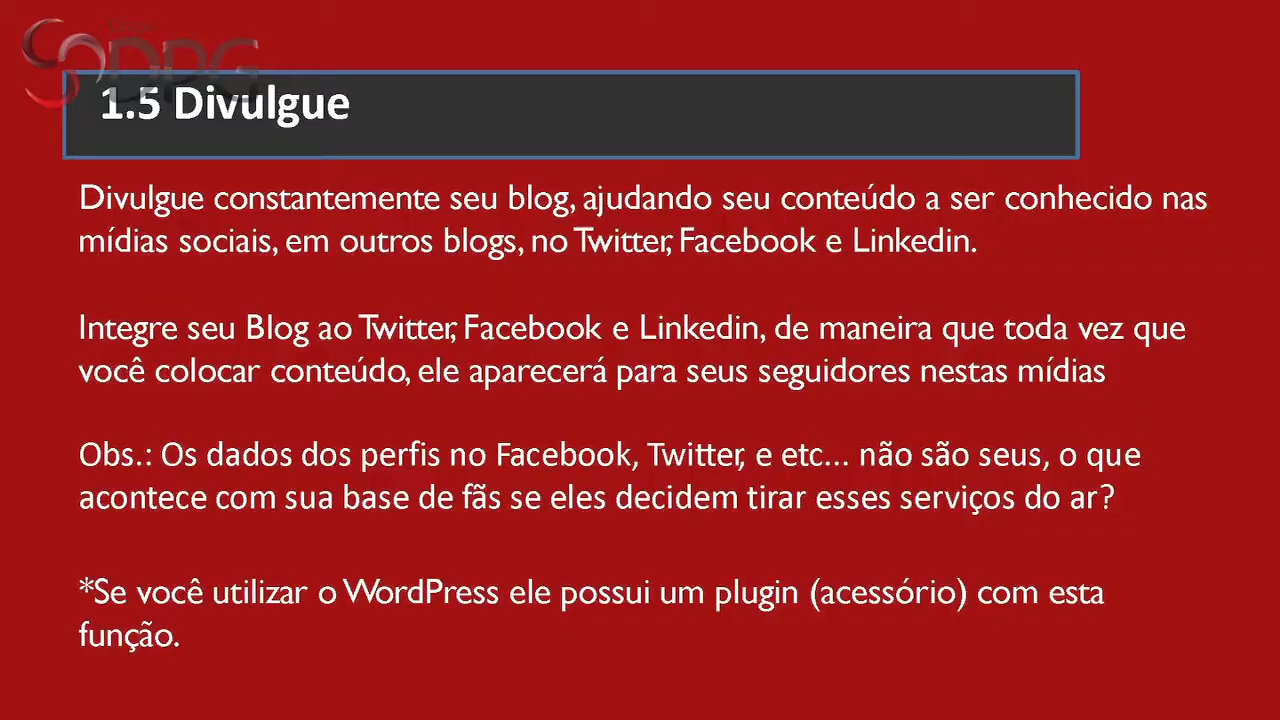 Grupo
DPG
1.5 Divulgue
Divulgue constantemente seu blog, ajudando seu conteúdo a ser conhecido nas
mídias sociais, em outros blogs, no Twitter, Facebook e Linkedin.
Integre seu Blog ao Twitter, Facebook e Linkedin, de maneira que toda vez que
você colocar conteúdo, ele aparecerá para seus seguidores nestas mídias
Obs.: Os dados dos perfis no Facebook, Twitter, e etc... não são seus, o que
acontece com sua base de fãs se eles decidem tirar esses serviços do ar?
*Se você utilizar o WordPress ele possui um plugin (acessório) com esta
função.